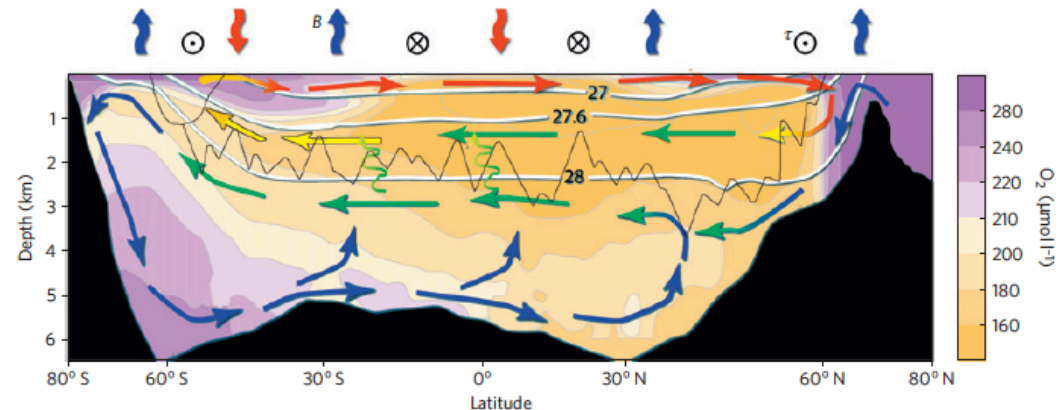 B
τ
27
27.6
28
1
2
3
4
5
6
Depth (km)
80° S
60° S
30° S
0°
30° N
60° N
80° N
Latitude
280
240
220
210
200
180
160
O₂ (μmol l⁻¹)